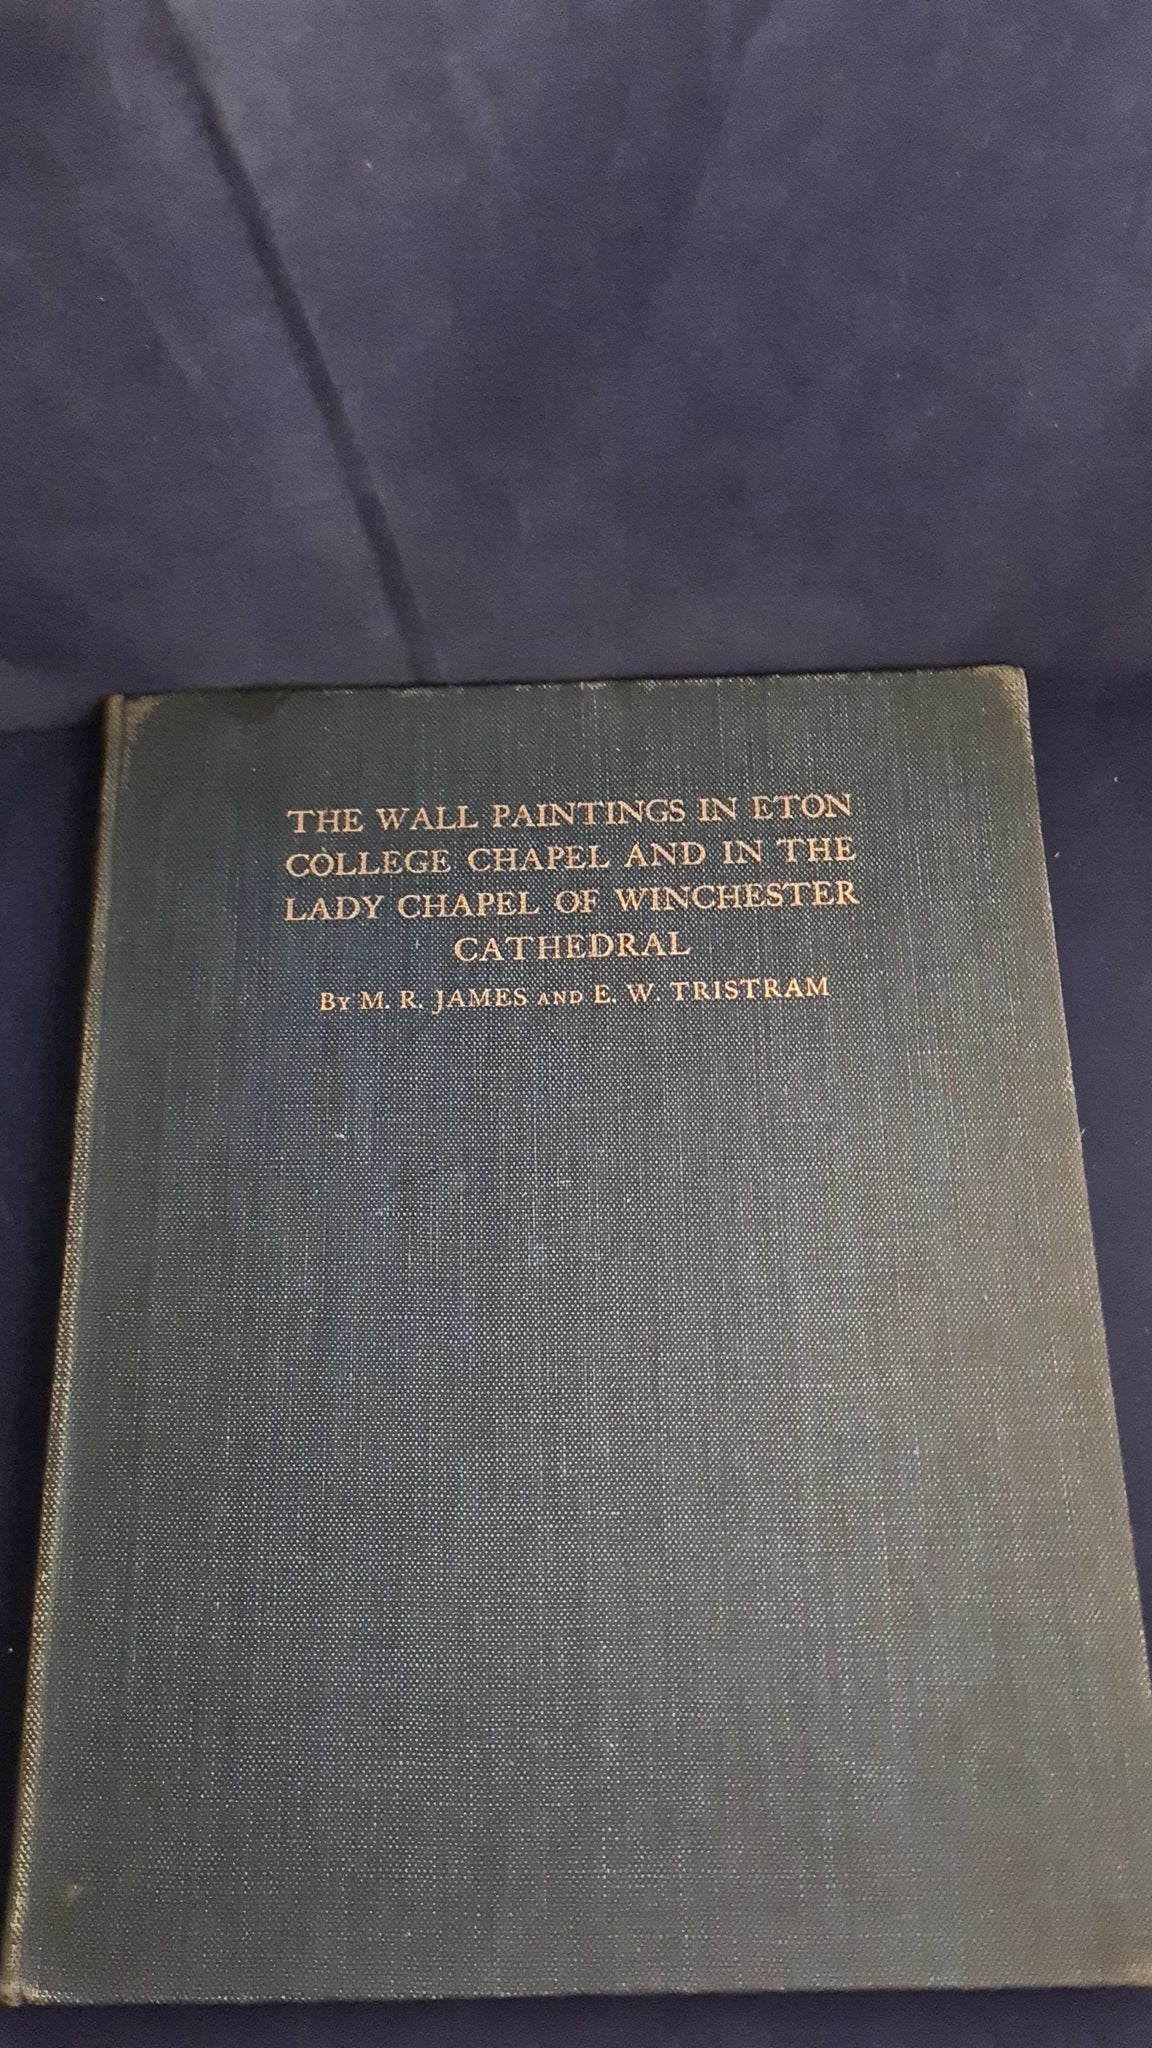 THE WALL PAINTINGS IN ETON
COLLEGE CHAPEL AND IN THE
LADY CHAPEL OF WINCHESTER
CATHEDRAL
BY M. R. JAMES AND E. W. TRISTRAM